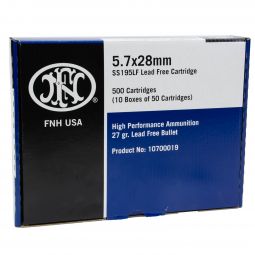 5.7x28mm
SS195LF Lead Free Cartridge
500 Cartridges
(10 Boxes of 50 Cartridges)
FN
FNH USA
High Performance Ammunition
27 gr. Lead Free Bullet
Product No: 10700019